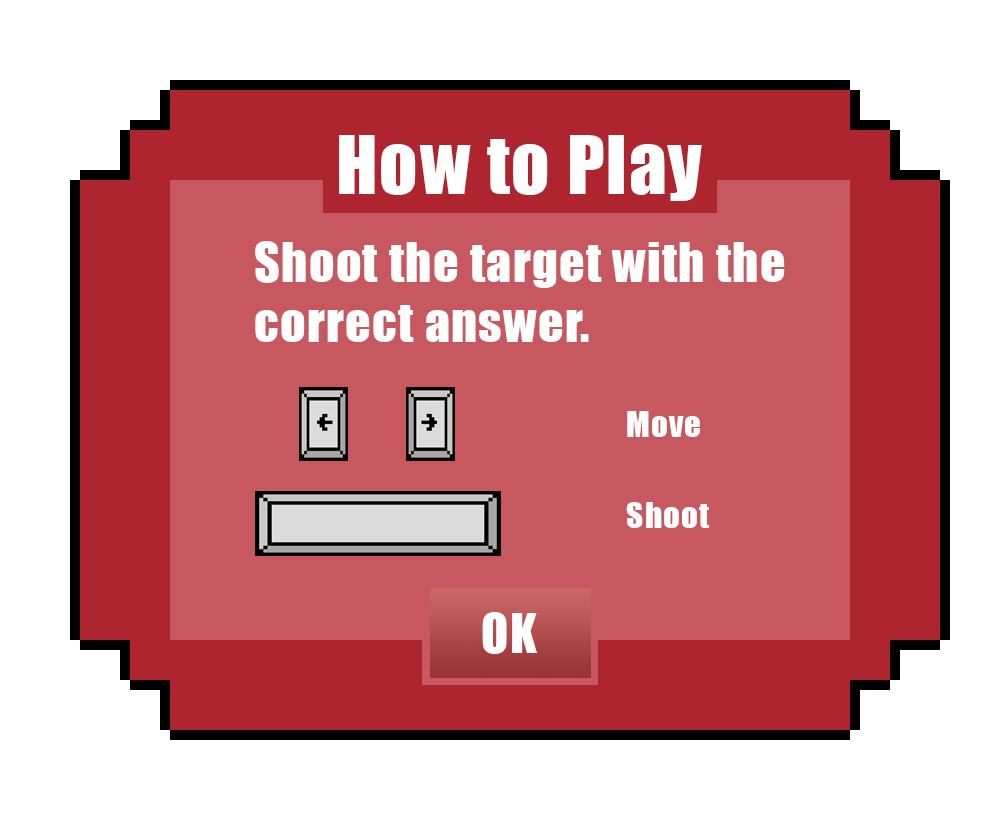 How to Play
Shoot the target with the
correct answer.
← → Move
Shoot
OK